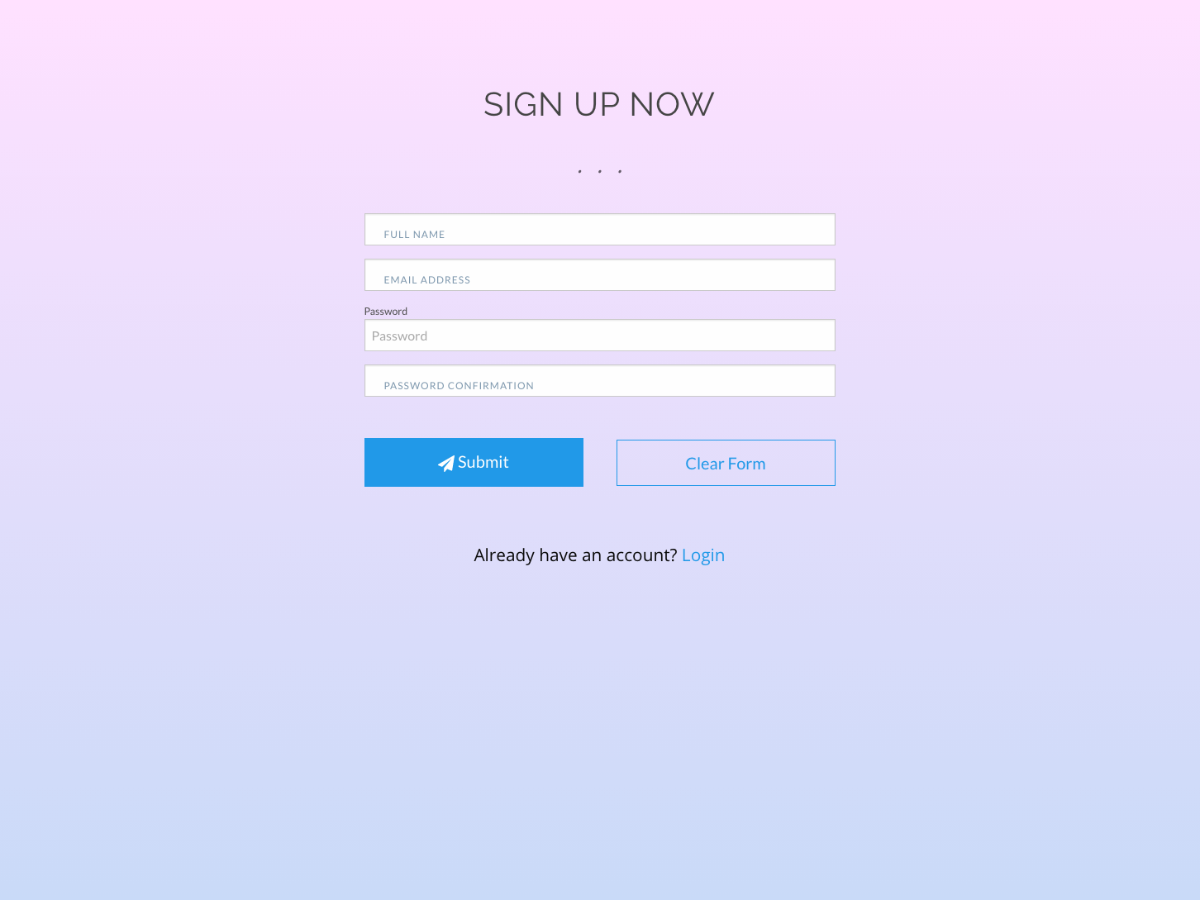 SIGN UP NOW
. . .
FULL NAME
EMAIL ADDRESS
Password
Password
PASSWORD CONFIRMATION
Submit
Clear Form
Already have an account? Login